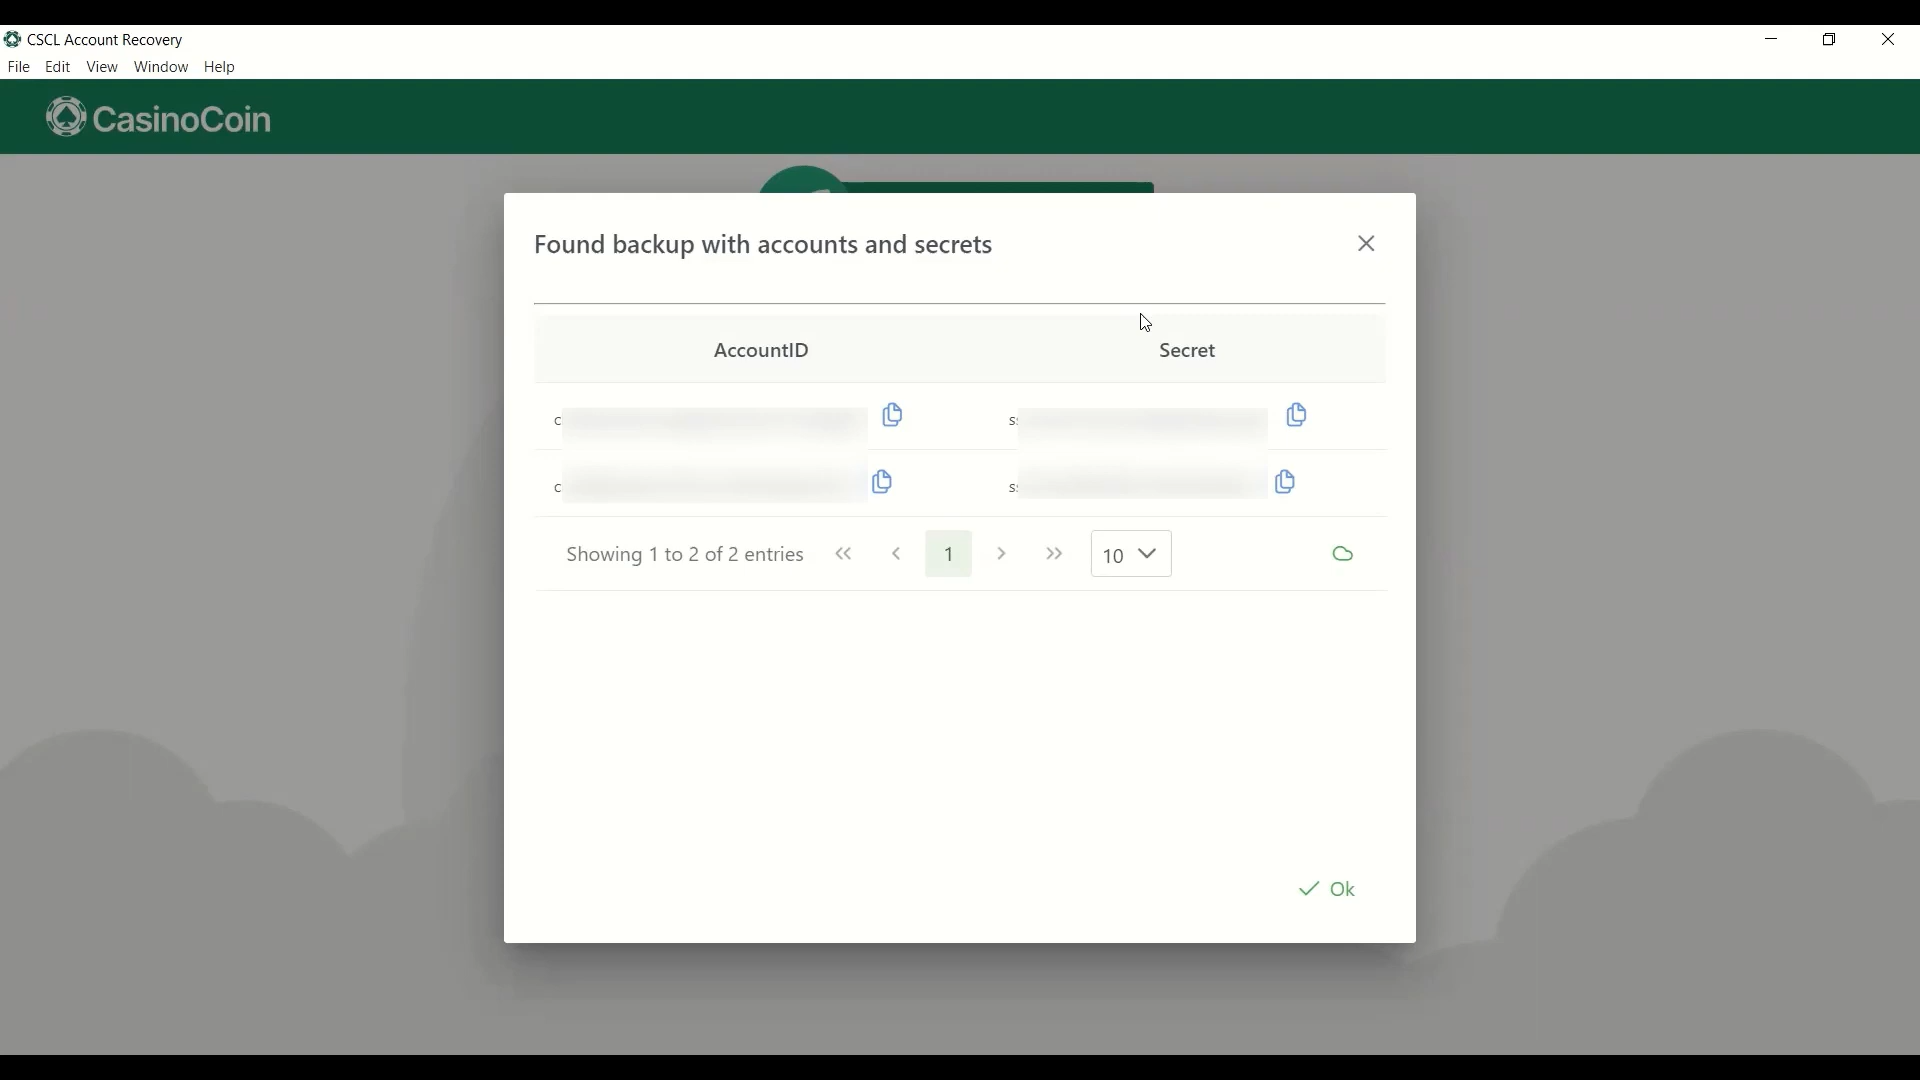 CSCL Account Recovery
File Edit View Window Help
CasinoCoin
Found backup with accounts and secrets
AccountID Secret
c s
c s
Showing 1 to 2 of 2 entries 1 10
Ok